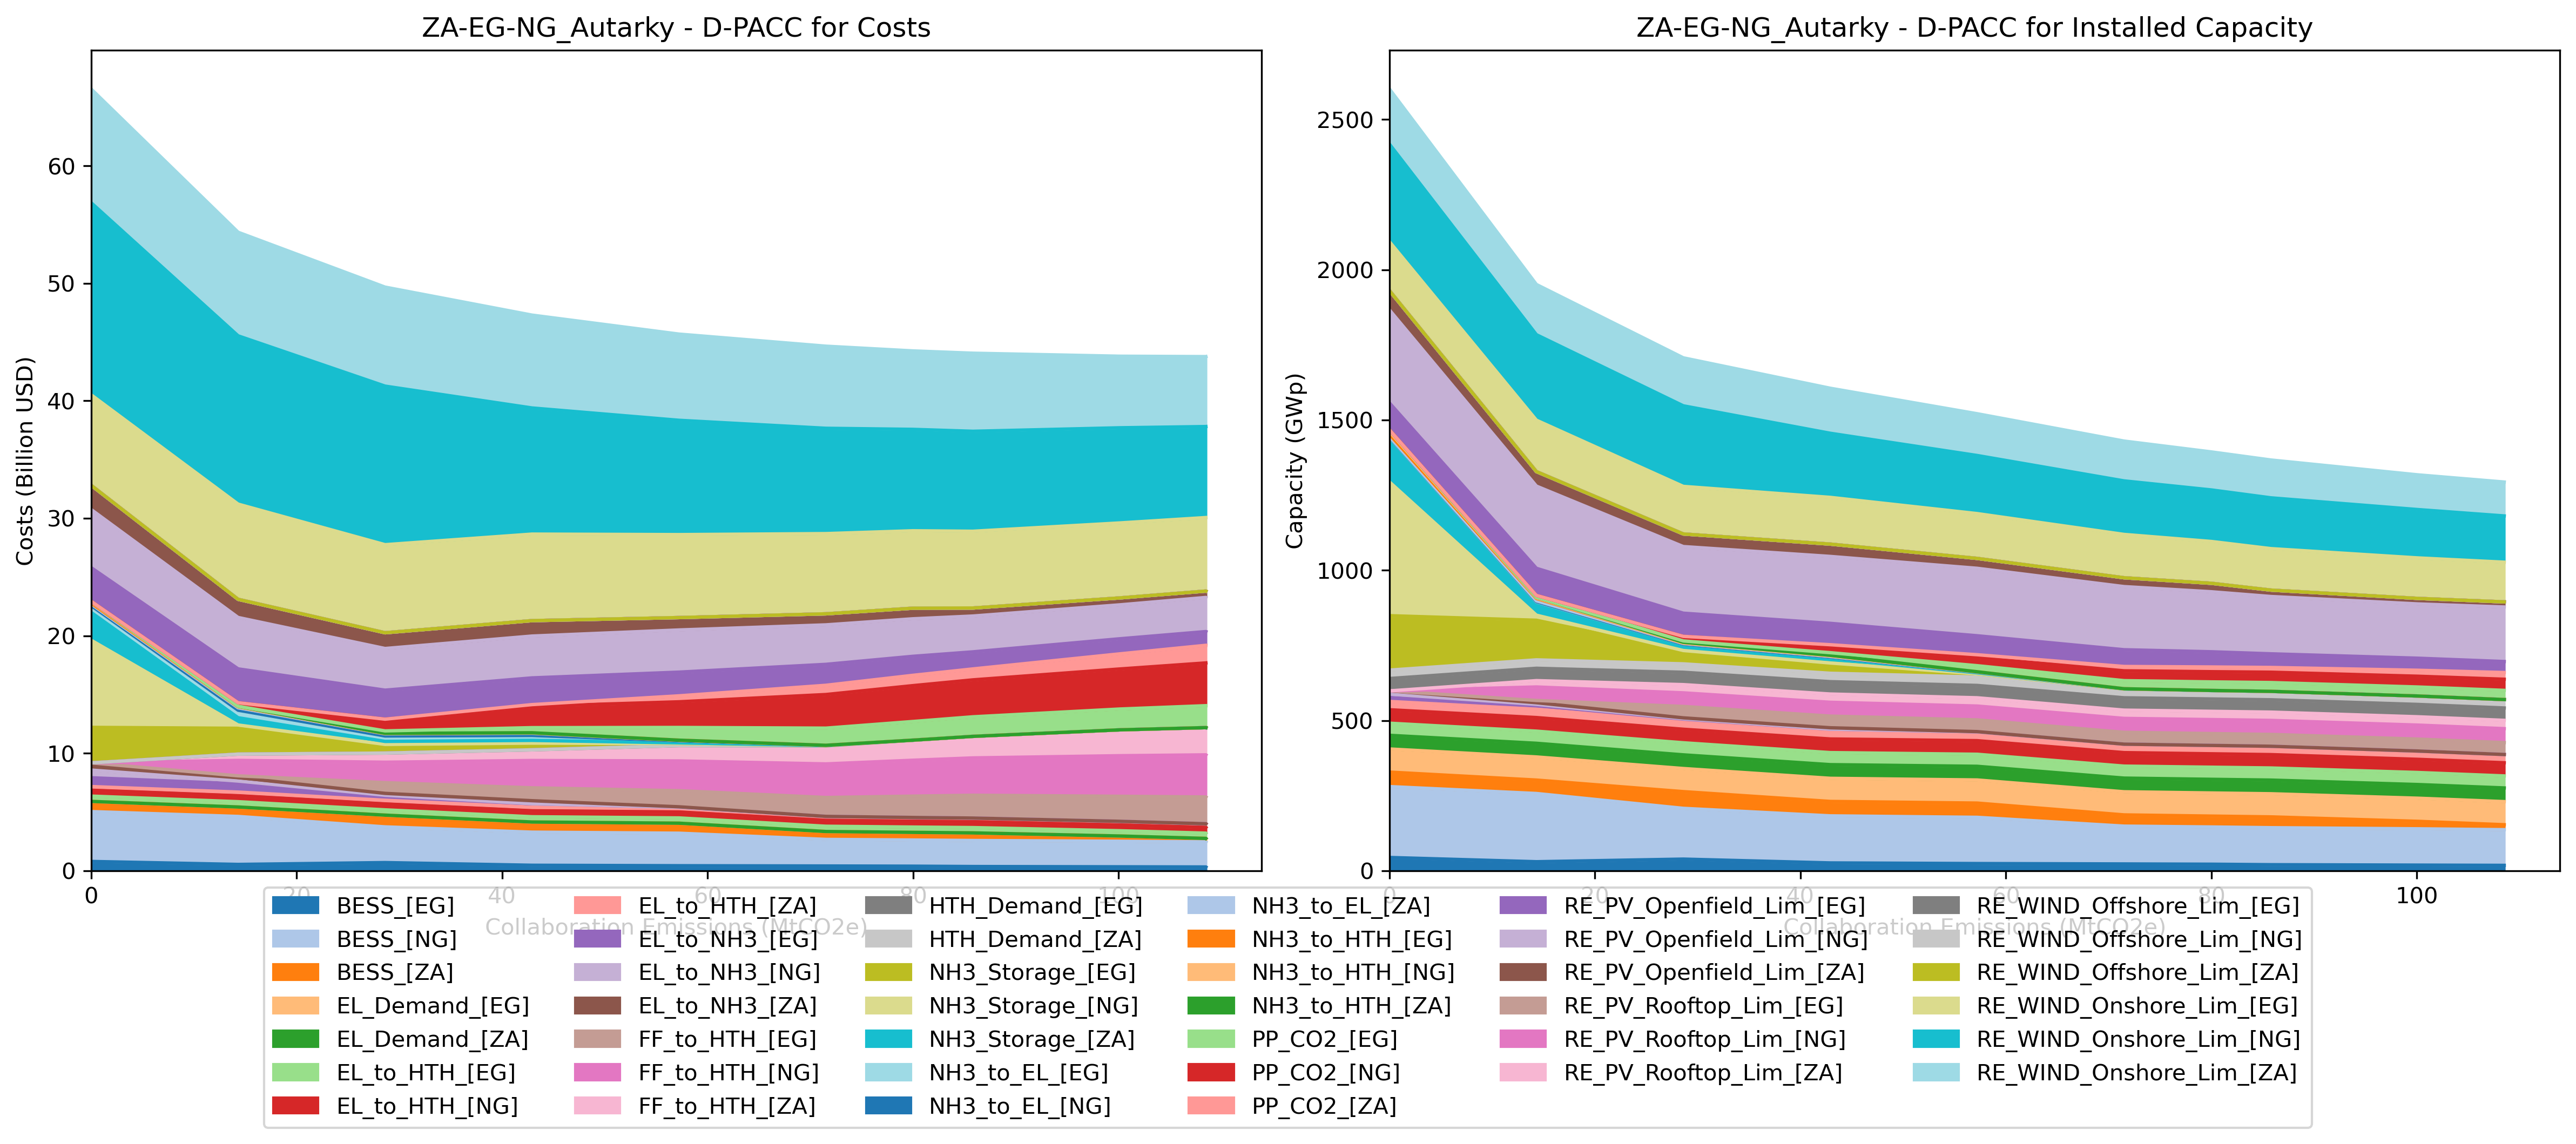 ZA-EG-NG_Autarky - D-PACC for Costs
Costs (Billion USD)
60
50
40
30
20
10
0
0 20 40 60 80 100
Collaboration Emissions (MtCO2e)
ZA-EG-NG_Autarky - D-PACC for Installed Capacity
Capacity (GWp)
2500
2000
1500
1000
500
0
0 20 40 60 80 100
Collaboration Emissions (MtCO2e)
BESS_[EG]
BESS_[NG]
BESS_[ZA]
EL_Demand_[EG]
EL_Demand_[ZA]
EL_to_HTH_[EG]
EL_to_HTH_[NG]
EL_to_HTH_[ZA]
EL_to_NH3_[EG]
EL_to_NH3_[NG]
EL_to_NH3_[ZA]
FF_to_HTH_[EG]
FF_to_HTH_[NG]
FF_to_HTH_[ZA]
HTH_Demand_[EG]
HTH_Demand_[ZA]
NH3_Storage_[EG]
NH3_Storage_[NG]
NH3_Storage_[ZA]
NH3_to_EL_[EG]
NH3_to_EL_[NG]
NH3_to_EL_[ZA]
NH3_to_HTH_[EG]
NH3_to_HTH_[NG]
NH3_to_HTH_[ZA]
PP_CO2_[EG]
PP_CO2_[NG]
PP_CO2_[ZA]
RE_PV_Openfield_Lim_[EG]
RE_PV_Openfield_Lim_[NG]
RE_PV_Openfield_Lim_[ZA]
RE_PV_Rooftop_Lim_[EG]
RE_PV_Rooftop_Lim_[NG]
RE_PV_Rooftop_Lim_[ZA]
RE_WIND_Offshore_Lim_[EG]
RE_WIND_Offshore_Lim_[NG]
RE_WIND_Offshore_Lim_[ZA]
RE_WIND_Onshore_Lim_[EG]
RE_WIND_Onshore_Lim_[NG]
RE_WIND_Onshore_Lim_[ZA]